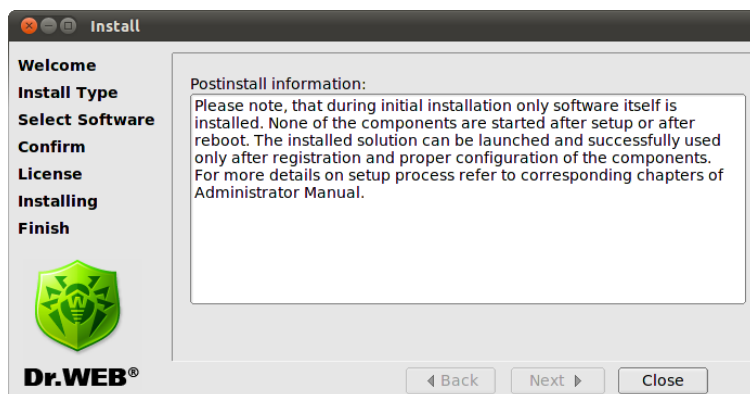 Install
Welcome
Install Type
Select Software
Confirm
License
Installing
Finish
Dr.WEB®
Postinstall information:
Please note, that during initial installation only software itself is
installed. None of the components are started after setup or after
reboot. The installed solution can be launched and successfully used
only after registration and proper configuration of the components.
For more details on setup process refer to corresponding chapters of
Administrator Manual.
Back
Next
Close